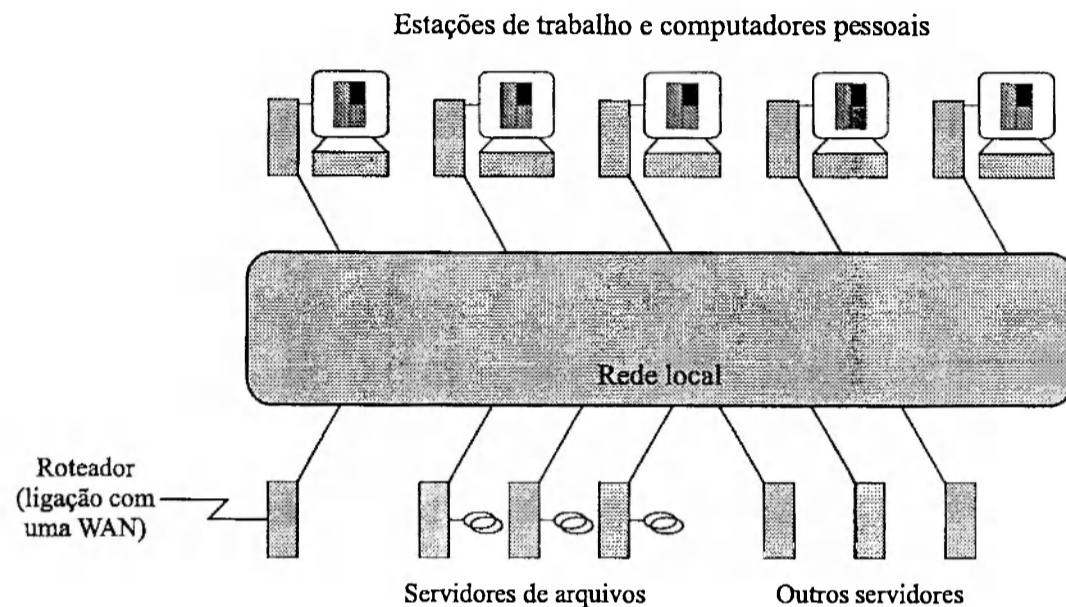 Estações de trabalho e computadores pessoais
Rede local
Roteador
(ligação com
uma WAN)
Servidores de arquivos
Outros servidores